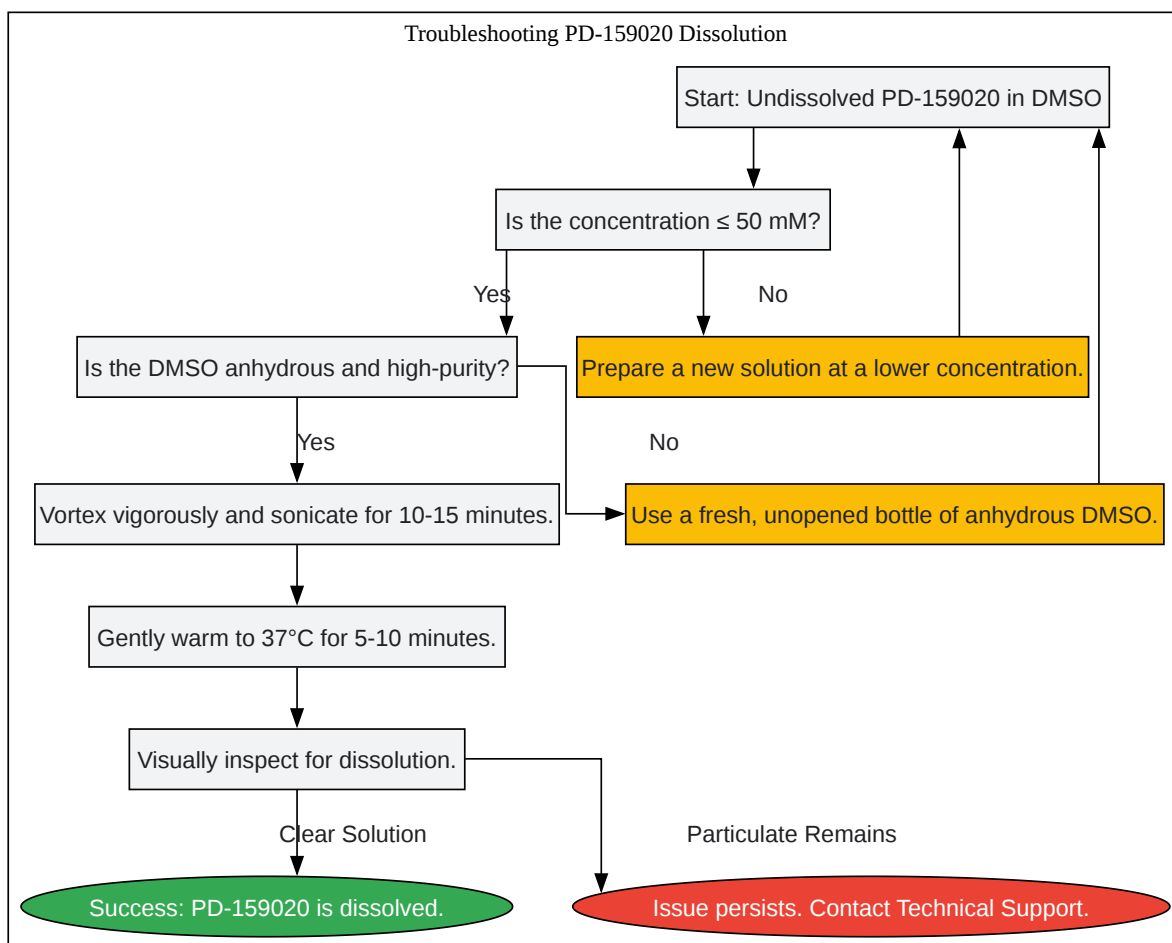 Troubleshooting PD-159020 Dissolution
Start: Undissolved PD-159020 in DMSO
Is the concentration ≤ 50 mM?
Yes
No
Is the DMSO anhydrous and high-purity?
Prepare a new solution at a lower concentration.
Yes
No
Vortex vigorously and sonicate for 10-15 minutes.
Use a fresh, unopened bottle of anhydrous DMSO.
Gently warm to 37°C for 5-10 minutes.
Visually inspect for dissolution.
Clear Solution
Particulate Remains
Success: PD-159020 is dissolved.
Issue persists. Contact Technical Support.